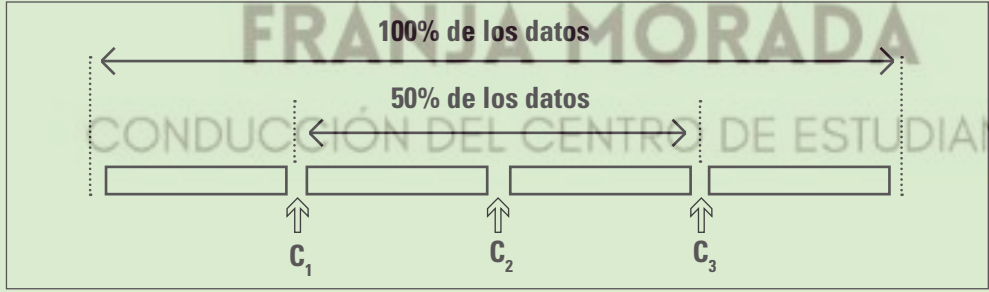 FRANJA MORADA
100% de los datos
50% de los datos
CONDUCCIÓN DEL CENTRO DE ESTUDIAN
C₁ C₂ C₃